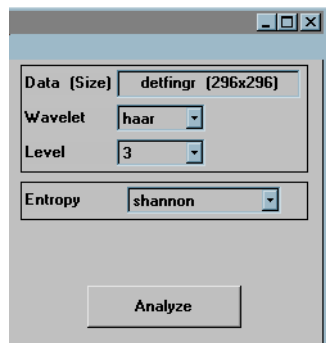 Data (Size) detfingr (296x296)
Wavelet haar
Level 3
Entropy shannon
Analyze